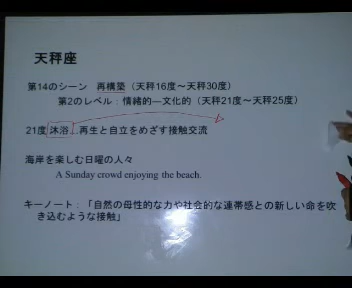 天秤座
第14のシーン　再構築（天秤16度～天秤30度）
第2のレベル：情緒的―文化的（天秤21度～天秤25度）
21度 沐浴…再生と自立をめざす接触交流
海岸を楽しむ日曜の人々
A Sunday crowd enjoying the beach.
キーノート：「自然の母性的な力や社会的な連帯感との新しい命を吹
き込むような接触」